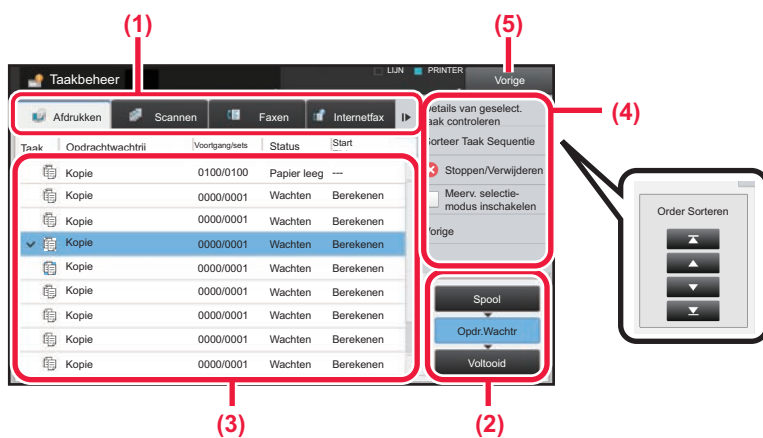 (1)
(5)
Taakbeheer
LIJN
PRINTER
Vorige
Afdrukken
Scannen
Faxen
Internetfax
Taak
Opdrachtwachtrij
Voortgang/sets
Status
Start
Kopie 0100/0100 Papier leeg ---
Kopie 0000/0001 Wachten Berekenen
Kopie 0000/0001 Wachten Berekenen
Kopie 0000/0001 Wachten Berekenen
Kopie 0000/0001 Wachten Berekenen
Kopie 0000/0001 Wachten Berekenen
Kopie 0000/0001 Wachten Berekenen
Kopie 0000/0001 Wachten Berekenen
Kopie 0000/0001 Wachten Berekenen
Details van geselect.
taak controleren
Sorteer Taak Sequentie
Stoppen/Verwijderen
Meerv. selectie-
modus inschakelen
Vorige
(4)
Spool
Opdr.Wachtr
Voltooid
Order Sorteren
(3)
(2)